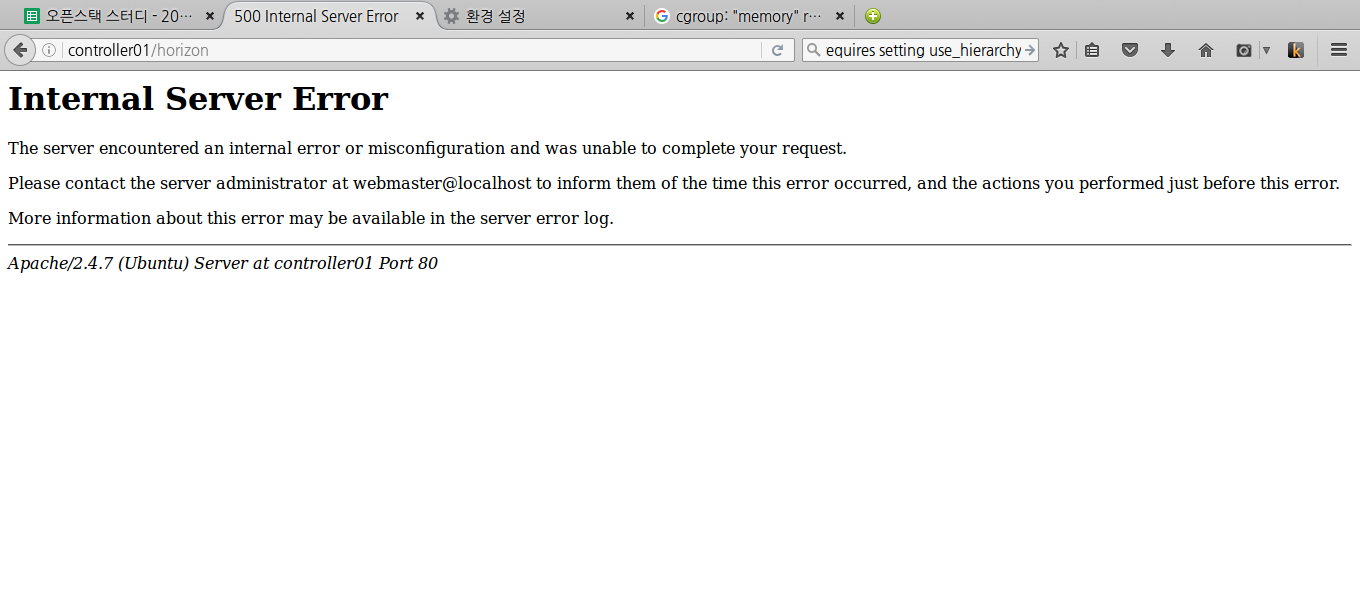 오픈스택 스터디 - 20··· 500 Internal Server Error 환경 설정 cgroup: "memory" r···
controller01/horizon equires setting use_hierarchy
Internal Server Error
The server encountered an internal error or misconfiguration and was unable to complete your request.
Please contact the server administrator at webmaster@localhost to inform them of the time this error occurred, and the actions you performed just before this error.
More information about this error may be available in the server error log.
Apache/2.4.7 (Ubuntu) Server at controller01 Port 80